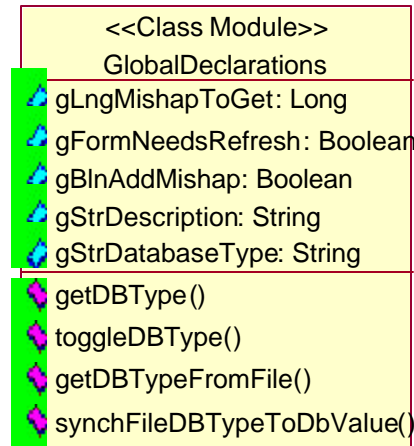 <<Class Module>>
GlobalDeclarations
gLngMishapToGet: Long
gFormNeedsRefresh: Boolean
gBlnAddMishap: Boolean
gStrDescription: String
gStrDatabaseType: String
getDBType()
toggleDBType()
getDBTypeFromFile()
synchFileDBTypeToDbValue()